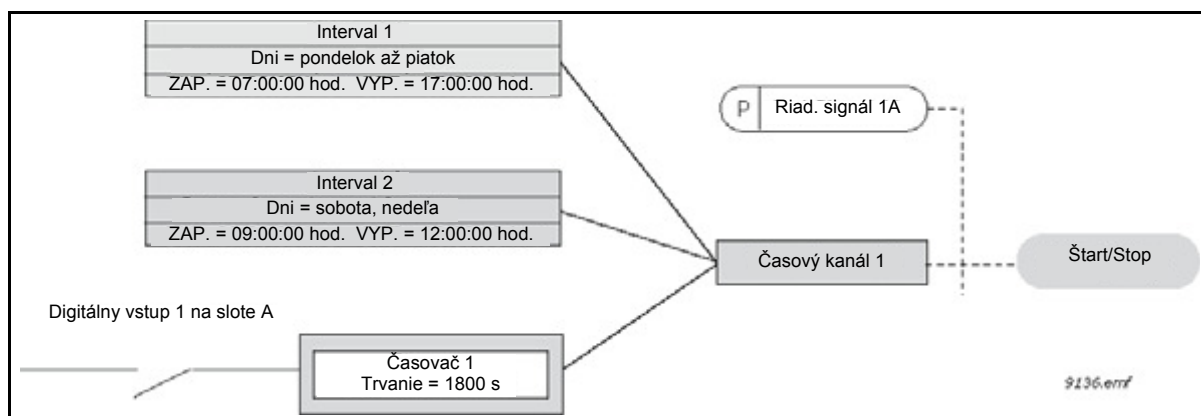 Interval 1
Dni = pondelok až piatok
ZAP. = 07:00:00 hod. VYP. = 17:00:00 hod.
P
Riad. signál 1A
Interval 2
Dni = sobota, nedeľa
ZAP. = 09:00:00 hod. VYP. = 12:00:00 hod.
Časový kanál 1
Štart/Stop
Digitálny vstup 1 na slote A
Časovač 1
Trvanie = 1800 s
9136.emf